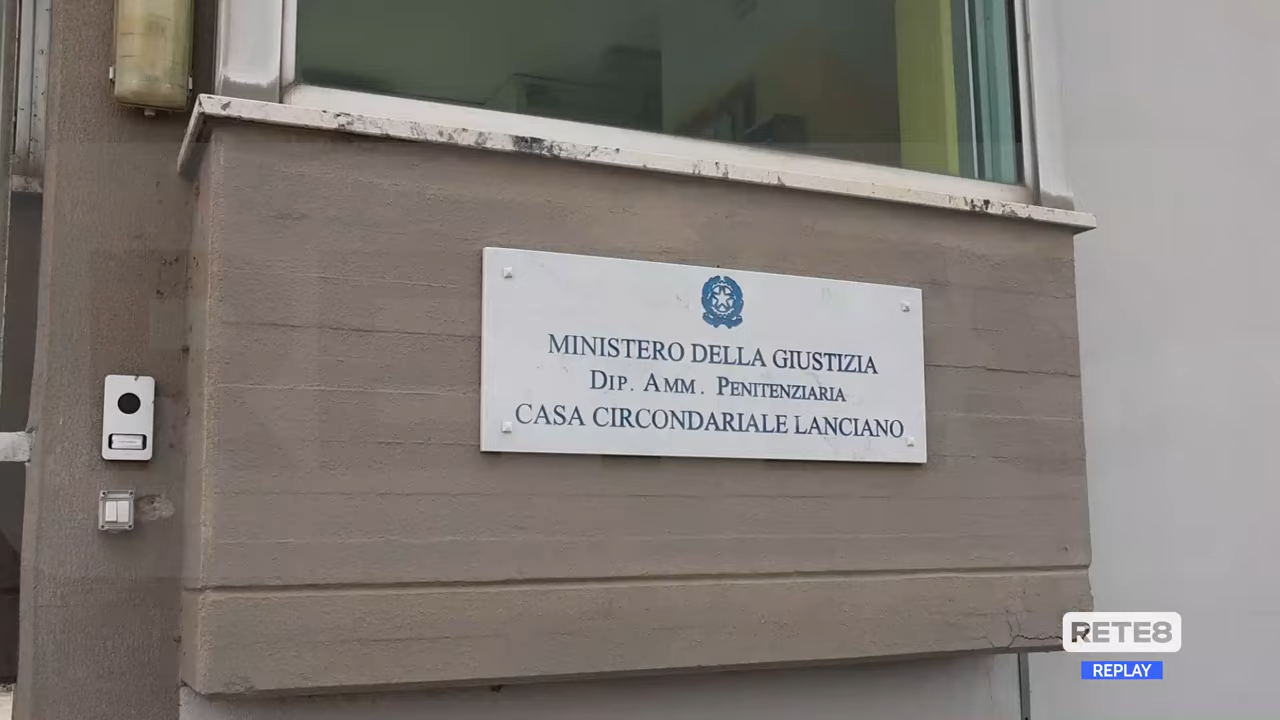 MINISTERO DELLA GIUSTIZIA
DIP. AMM. PENITENZIARIA
CASA CIRCONDARIALE LANCIANO
RETE8
REPLAY